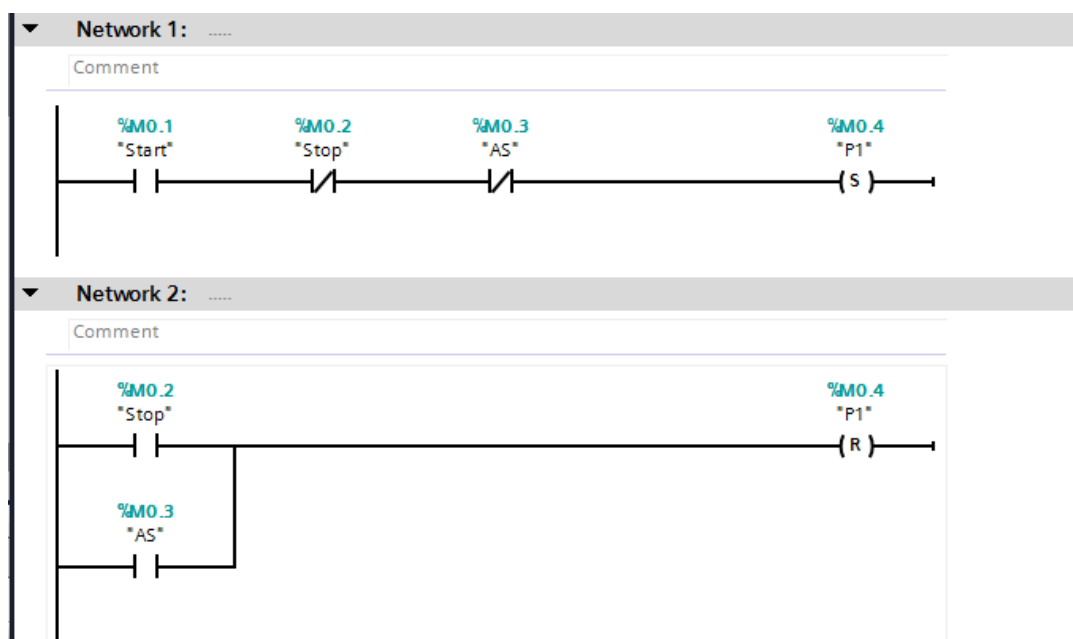 Network 1: .....
Comment
%M0.1 %M0.2 %M0.3 %M0.4
"Start" "Stop" "AS" "P1"
S
Network 2: .....
Comment
%M0.2 %M0.4
"Stop" "P1"
R
%M0.3
"AS"